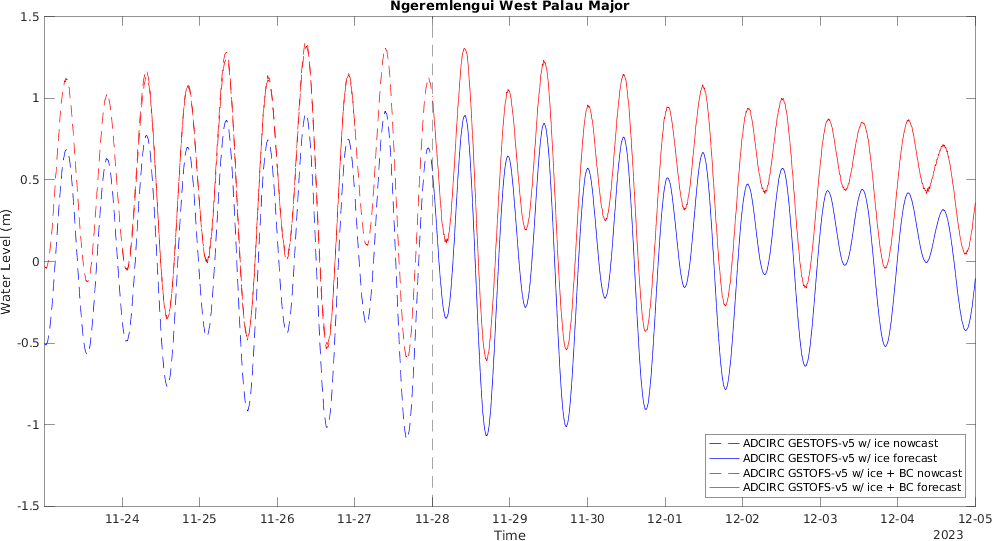 Ngeremlengui West Palau Major
1.5
1
0.5
0
-0.5
-1
-1.5
Water Level (m)
11-24
11-25
11-26
11-27
11-28
11-29
11-30
12-01
12-02
12-03
12-04
12-05
Time
2023
ADCIRC GESTOFS-v5 w/ ice nowcast
ADCIRC GESTOFS-v5 w/ ice forecast
ADCIRC GSTOFS-v5 w/ ice + BC nowcast
ADCIRC GSTOFS-v5 w/ ice + BC forecast